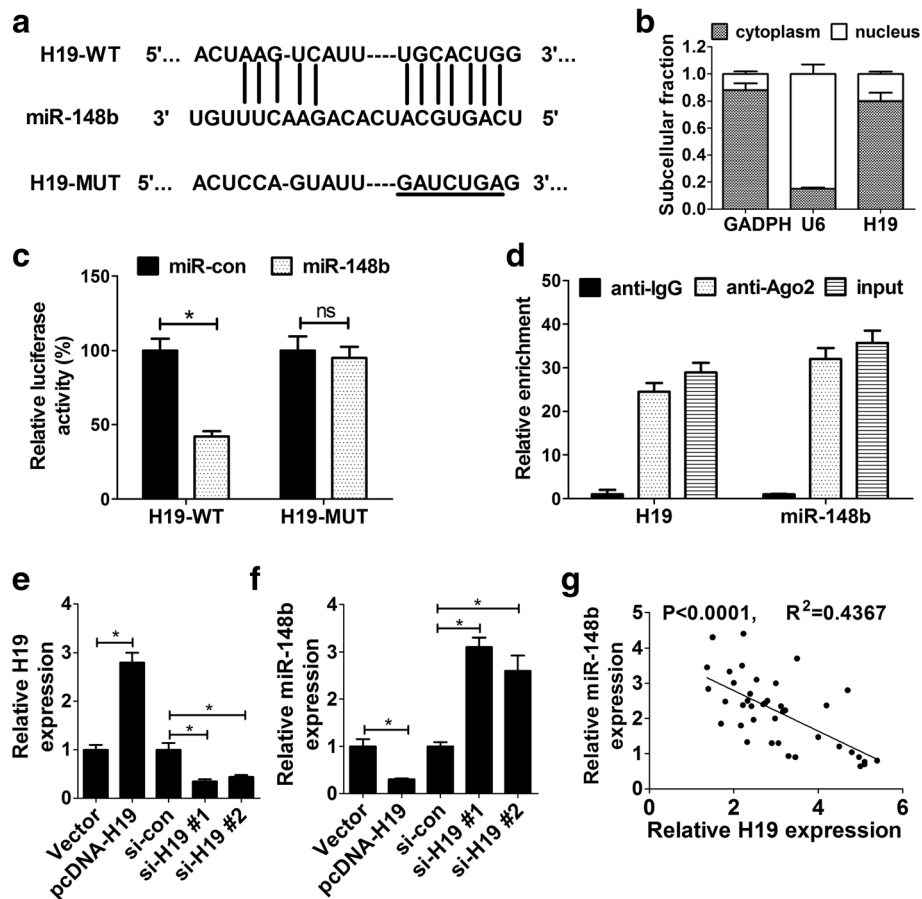 a
H19-WT 5'... ACUAAG-UCAUU----UGCACUGG 3'...
miR-148b 3' UGUUUCAAGACACUACGUGACU 5'
H19-MUT 5'... ACUCCA-GUAUU----GAUCUGAG 3'...
b
cytoplasm nucleus
Subcellular fraction
1.2
1.0
0.8
0.6
0.4
0.2
0.0
GADPH U6 H19
c
miR-con miR-148b
Relative luciferase
activity (%)
150
100
50
0
*
ns
H19-WT H19-MUT
d
anti-IgG anti-Ago2 input
Relative enrichment
40
30
20
10
0
H19 miR-148b
e
Relative H19
expression
4
3
2
1
0
*
*
*
Vector
pcDNA-H19
si-con
si-H19 #1
si-H19 #2
f
Relative miR-148b
expression
4
3
2
1
0
*
*
*
Vector
pcDNA-H19
si-con
si-H19 #1
si-H19 #2
g
P<0.0001, R²=0.4367
Relative miR-148b
expression
5
4
3
2
1
0
0 2 4 6
Relative H19 expression